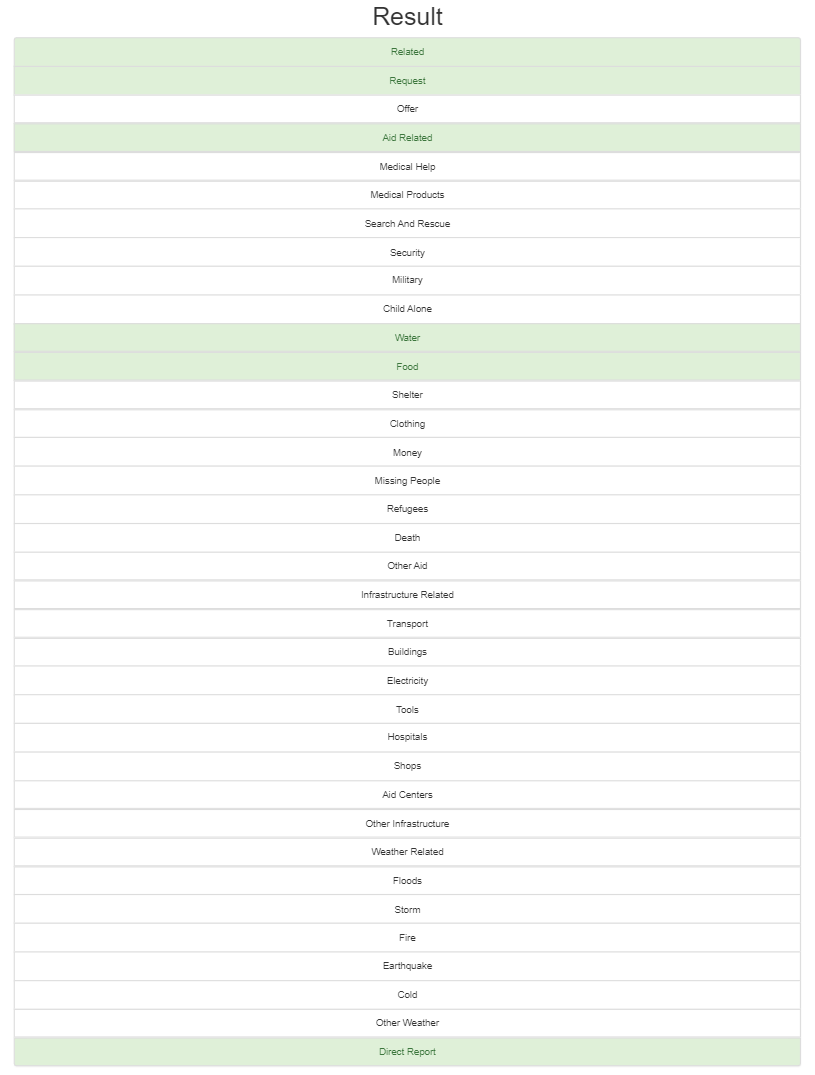 Result
Related
Request
Offer
Aid Related
Medical Help
Medical Products
Search And Rescue
Security
Military
Child Alone
Water
Food
Shelter
Clothing
Money
Missing People
Refugees
Death
Other Aid
Infrastructure Related
Transport
Buildings
Electricity
Tools
Hospitals
Shops
Aid Centers
Other Infrastructure
Weather Related
Floods
Storm
Fire
Earthquake
Cold
Other Weather
Direct Report